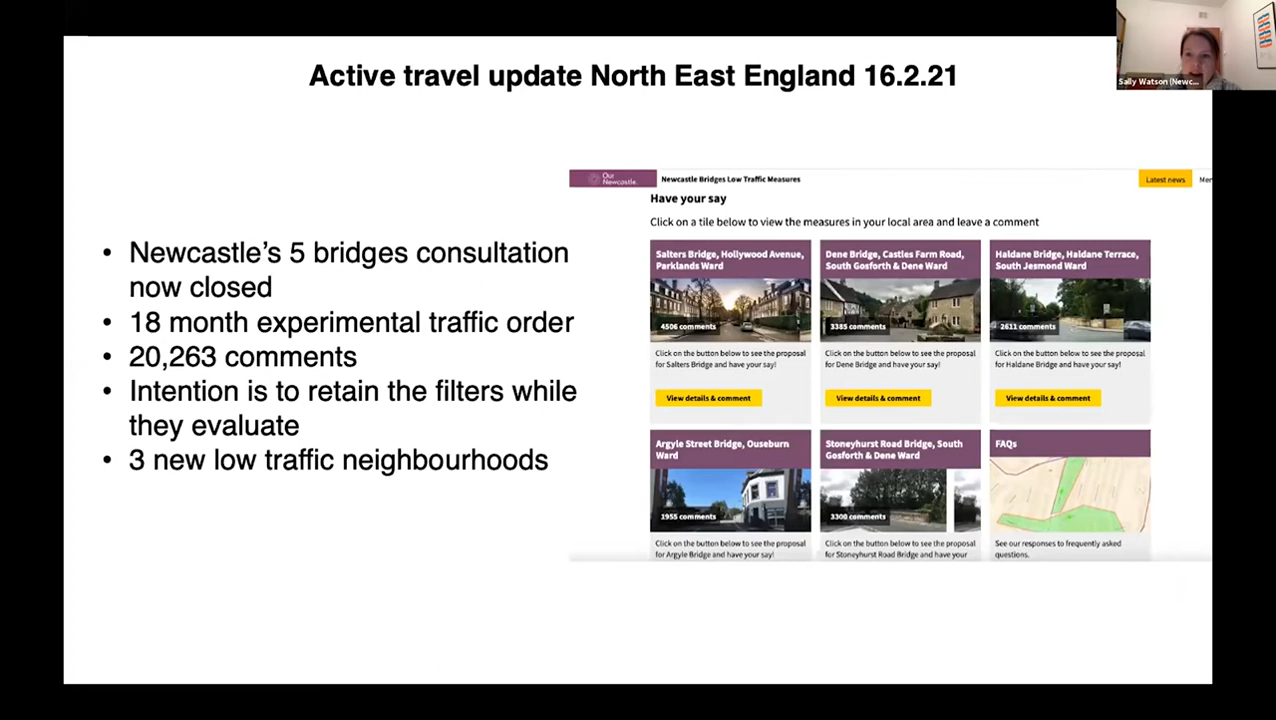 Active travel update North East England 16.2.21
Sally Watson (Newc...
Newcastle's 5 bridges consultation
now closed
18 month experimental traffic order
20,263 comments
Intention is to retain the filters while
they evaluate
3 new low traffic neighbourhoods
Our
Newcastle.
Newcastle Bridges Low Traffic Measures
Latest news
Mer
Have your say
Click on a tile below to view the measures in your local area and leave a comment
Salters Bridge, Hollywood Avenue,
Parklands Ward
4506 comments
Click on the button below to see the proposal
for Salters Bridge and have your say!
View details & comment
Dene Bridge, Castles Farm Road,
South Gosforth & Dene Ward
3385 comments
Click on the button below to see the proposal
for Dene Bridge and have your say!
View details & comment
Haldane Bridge, Haldane Terrace,
South Jesmond Ward
2611 comments
Click on the button below to see the proposal
for Haldane Bridge and have your say!
View details & comment
Argyle Street Bridge, Ouseburn
Ward
1955 comments
Click on the button below to see the proposal
for Argyle Bridge and have your say!
Stoneyhurst Road Bridge, South
Gosforth & Dene Ward
3300 comments
Click on the button below to see the proposal
for Stoneyhurst Road Bridge and have your
FAQs
See our responses to frequently asked
questions.